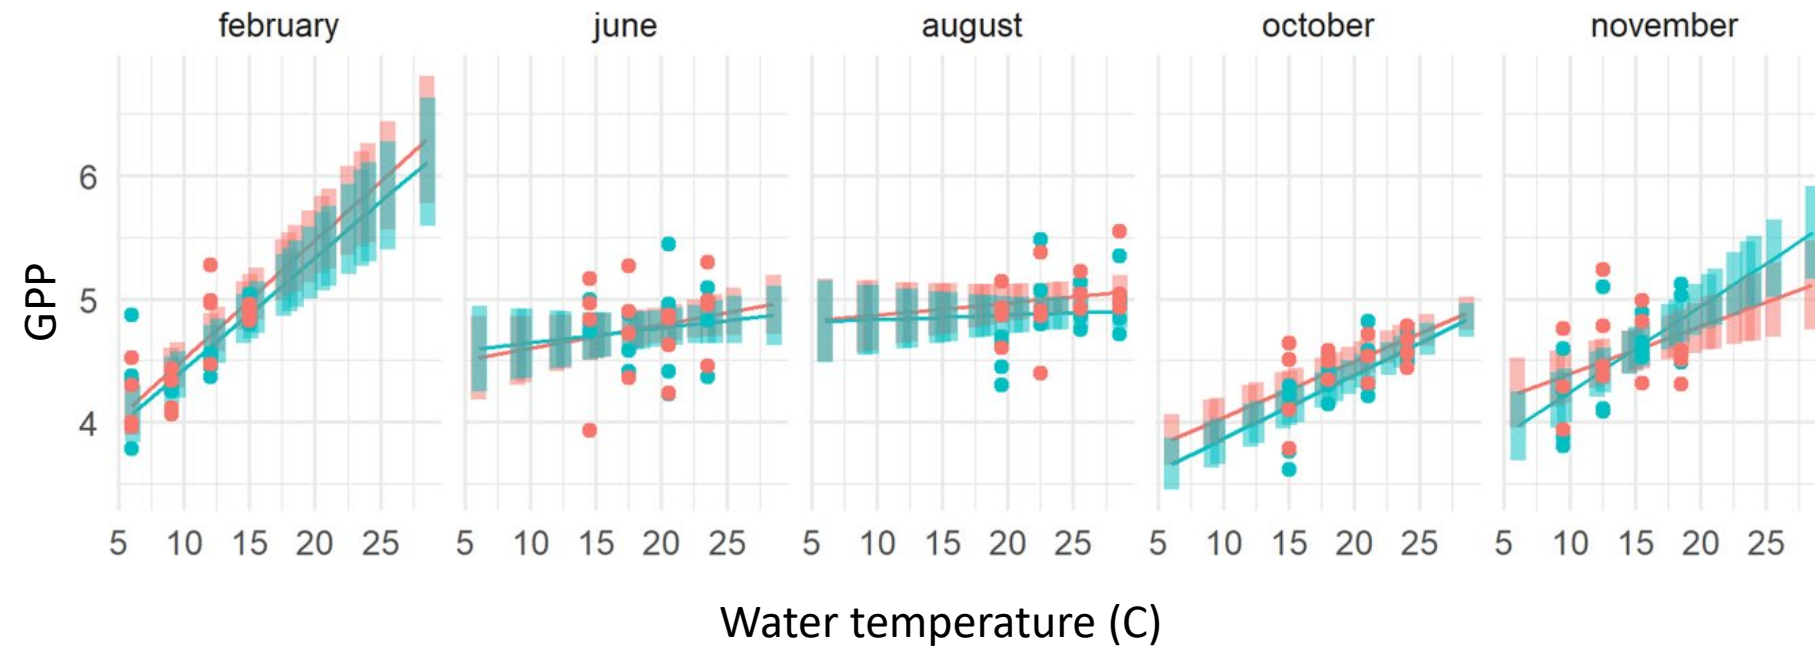 february june august october november
6
5
4
GPP
5 10 15 20 25 5 10 15 20 25 5 10 15 20 25 5 10 15 20 25 5 10 15 20 25
Water temperature (C)